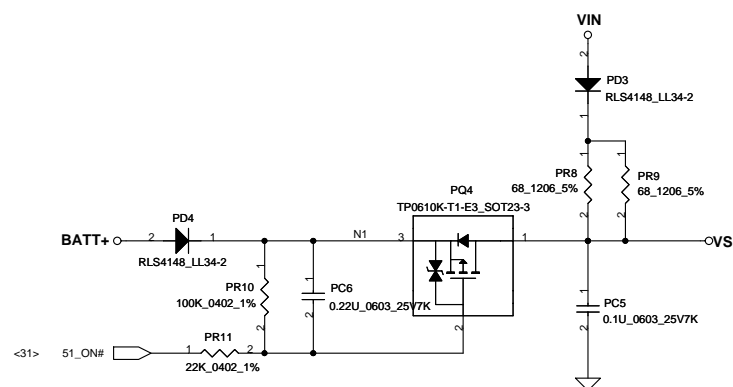 VIN
2
PD3
RLS4148_LL34-2
1
1
1
PR8
68_1206_5%
PR9
68_1206_5%
2
2
PQ4
TP0610K-T1-E3_SOT23-3
BATT+
2
PD4
1
RLS4148_LL34-2
N1
3
1
VS
1
PR10
100K_0402_1%
2
1
PC6
0.22U_0603_25V7K
2
2
1
PC5
0.1U_0603_25V7K
2
<31>
51_ON#
1
PR11
2
22K_0402_1%